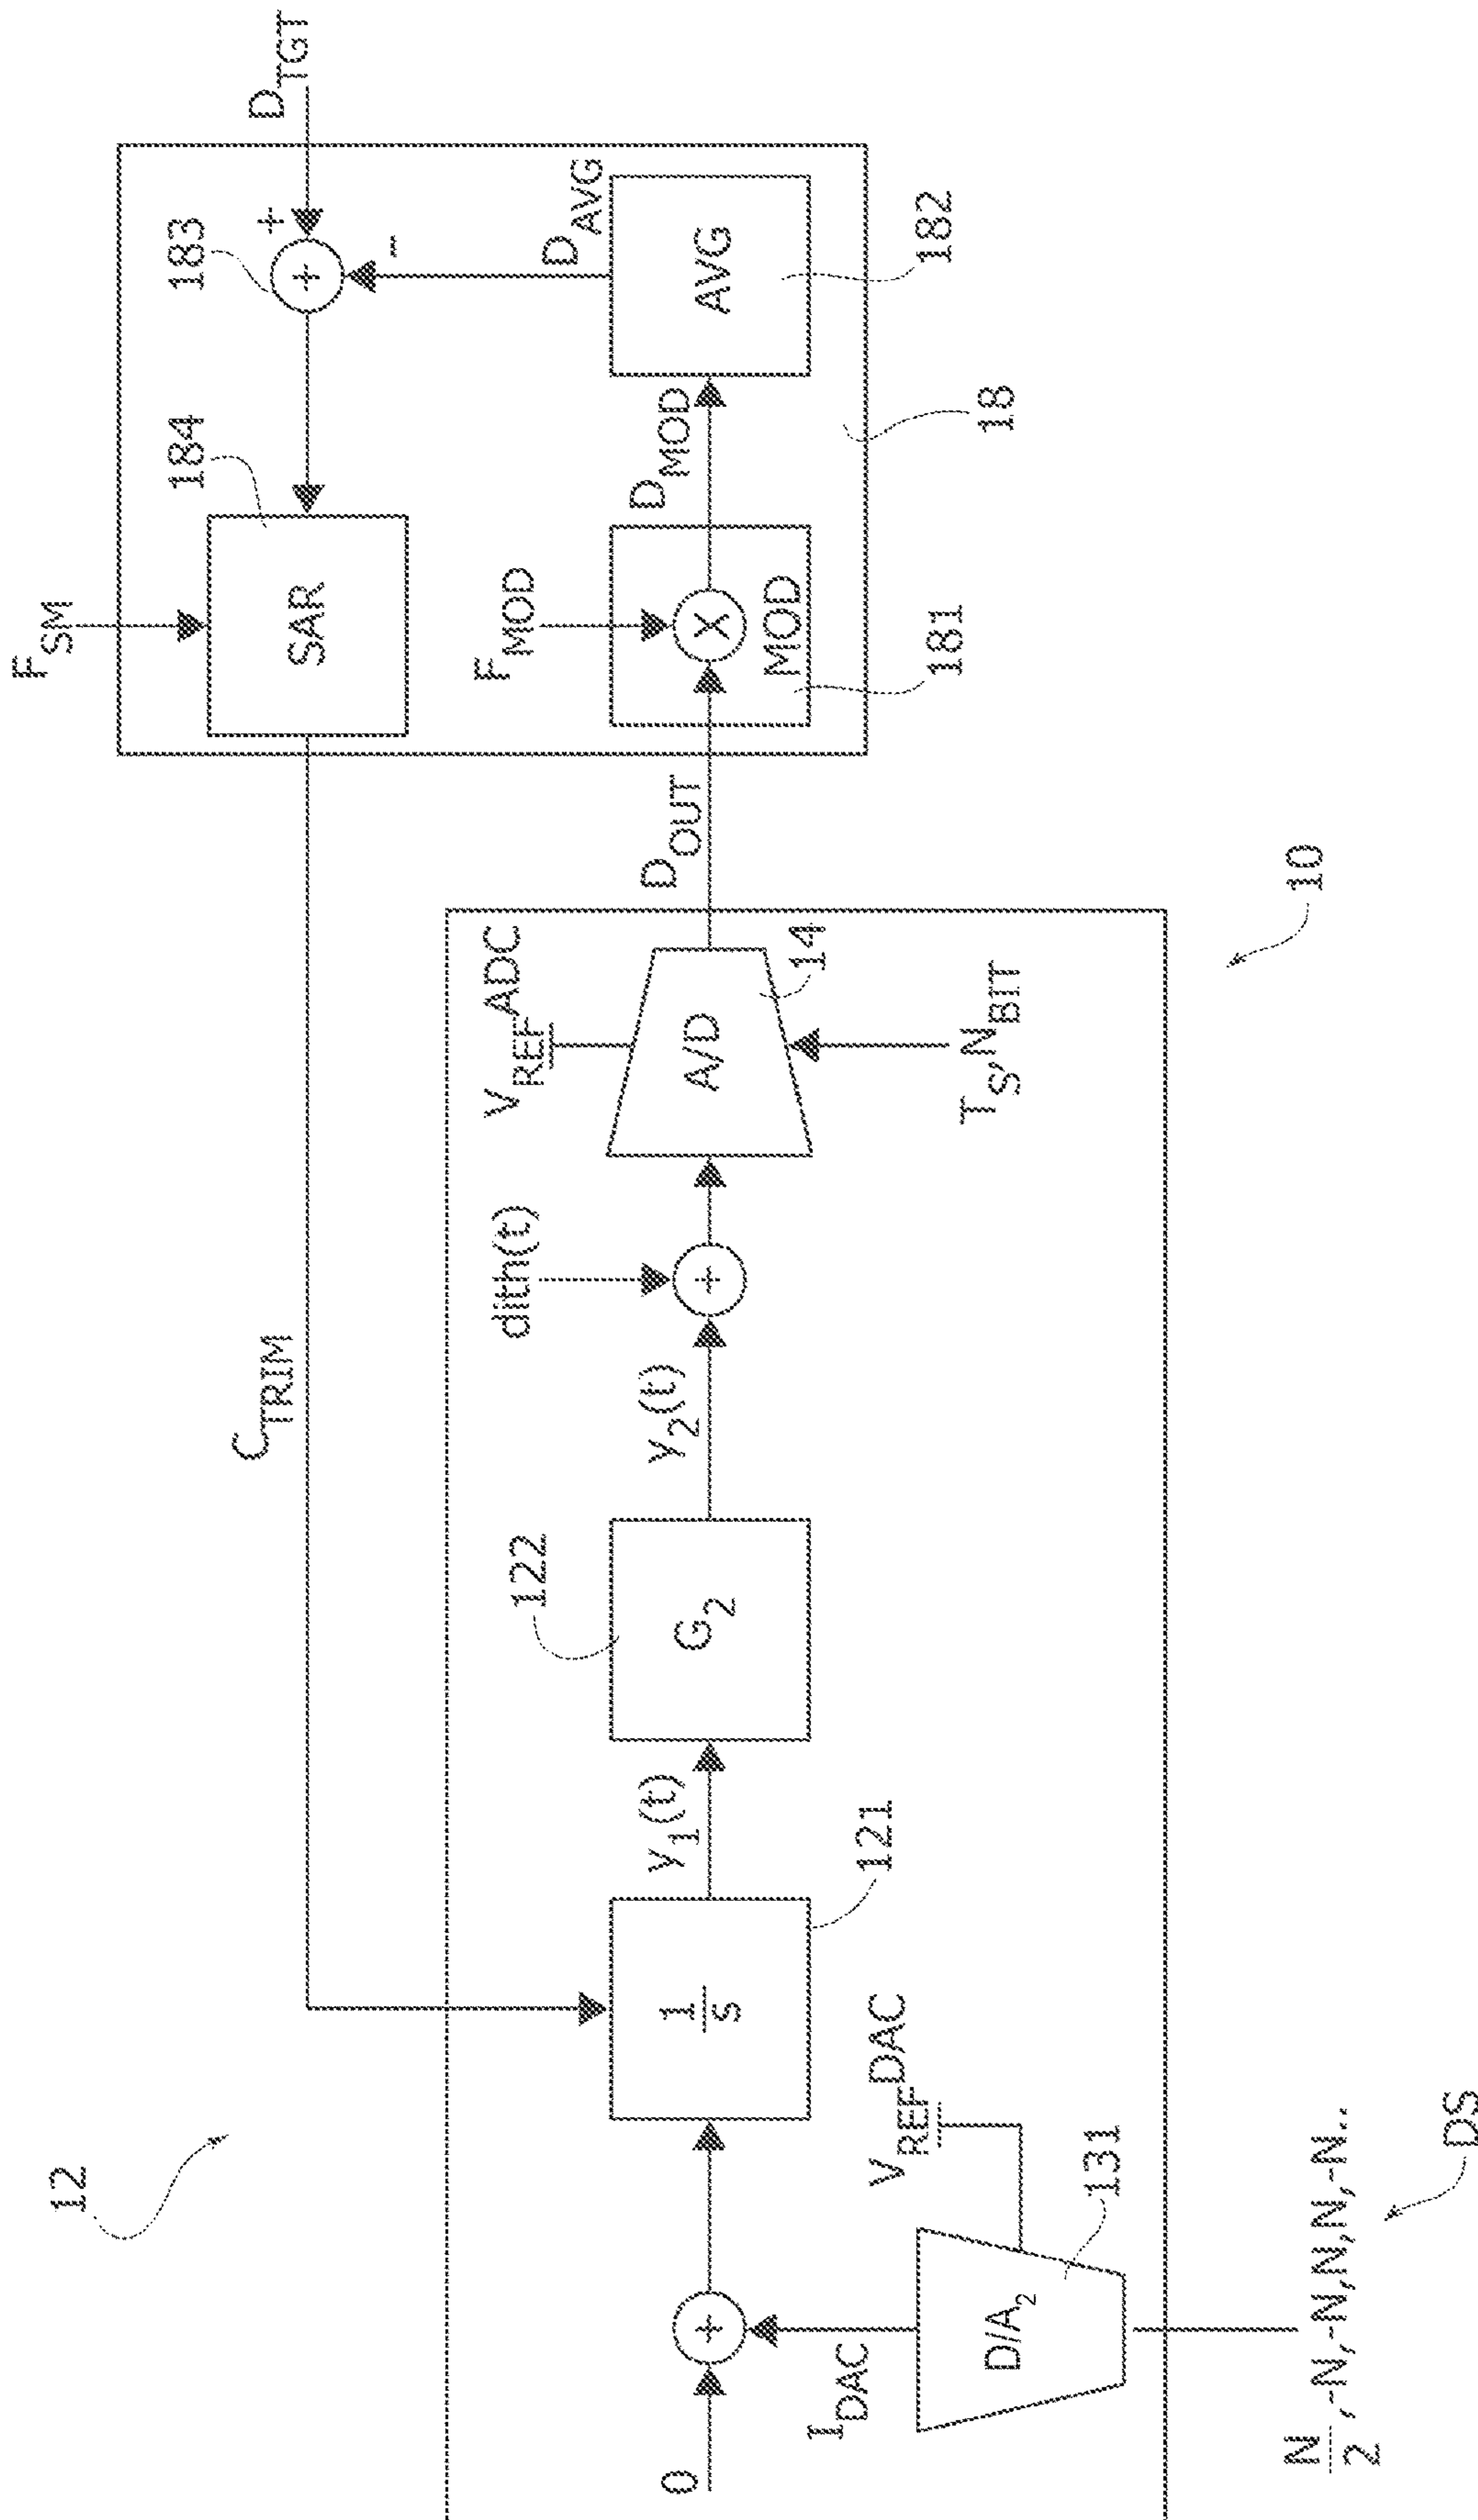 12
C_TRIM
F_SM
184
SAR
183
+
+
-
D_TGT
F_MOD
X
MOD
181
D_MOD
AVG
D_AVG
182
18
D_OUT
0
+
1/s
121
y_1(t)
122
G_2
y_2(t)
dith(t)
+
V_REF ADC
A/D
14
T_S,N_BIT
10
I_DAC
D/A_2
131
V_REF DAC
N/2,-N,-N,N,N,-N..
DS